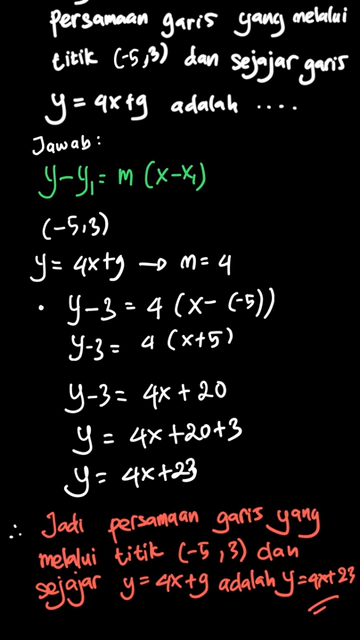 persamaan garis yang melalui
titik (-5,3) dan sejajar garis
y = 4x+9 adalah ....
Jawab:
y-y₁ = m (x-x₁)
(-5,3)
y = 4x+9 → m = 4
• y-3 = 4 (x-(-5))
y-3 = 4 (x+5)
y-3 = 4x + 20
y = 4x+20+3
y = 4x+23
∴ Jadi persamaan garis yang
melalui titik (-5,3) dan
sejajar y = 4x+9 adalah y = 4x+23